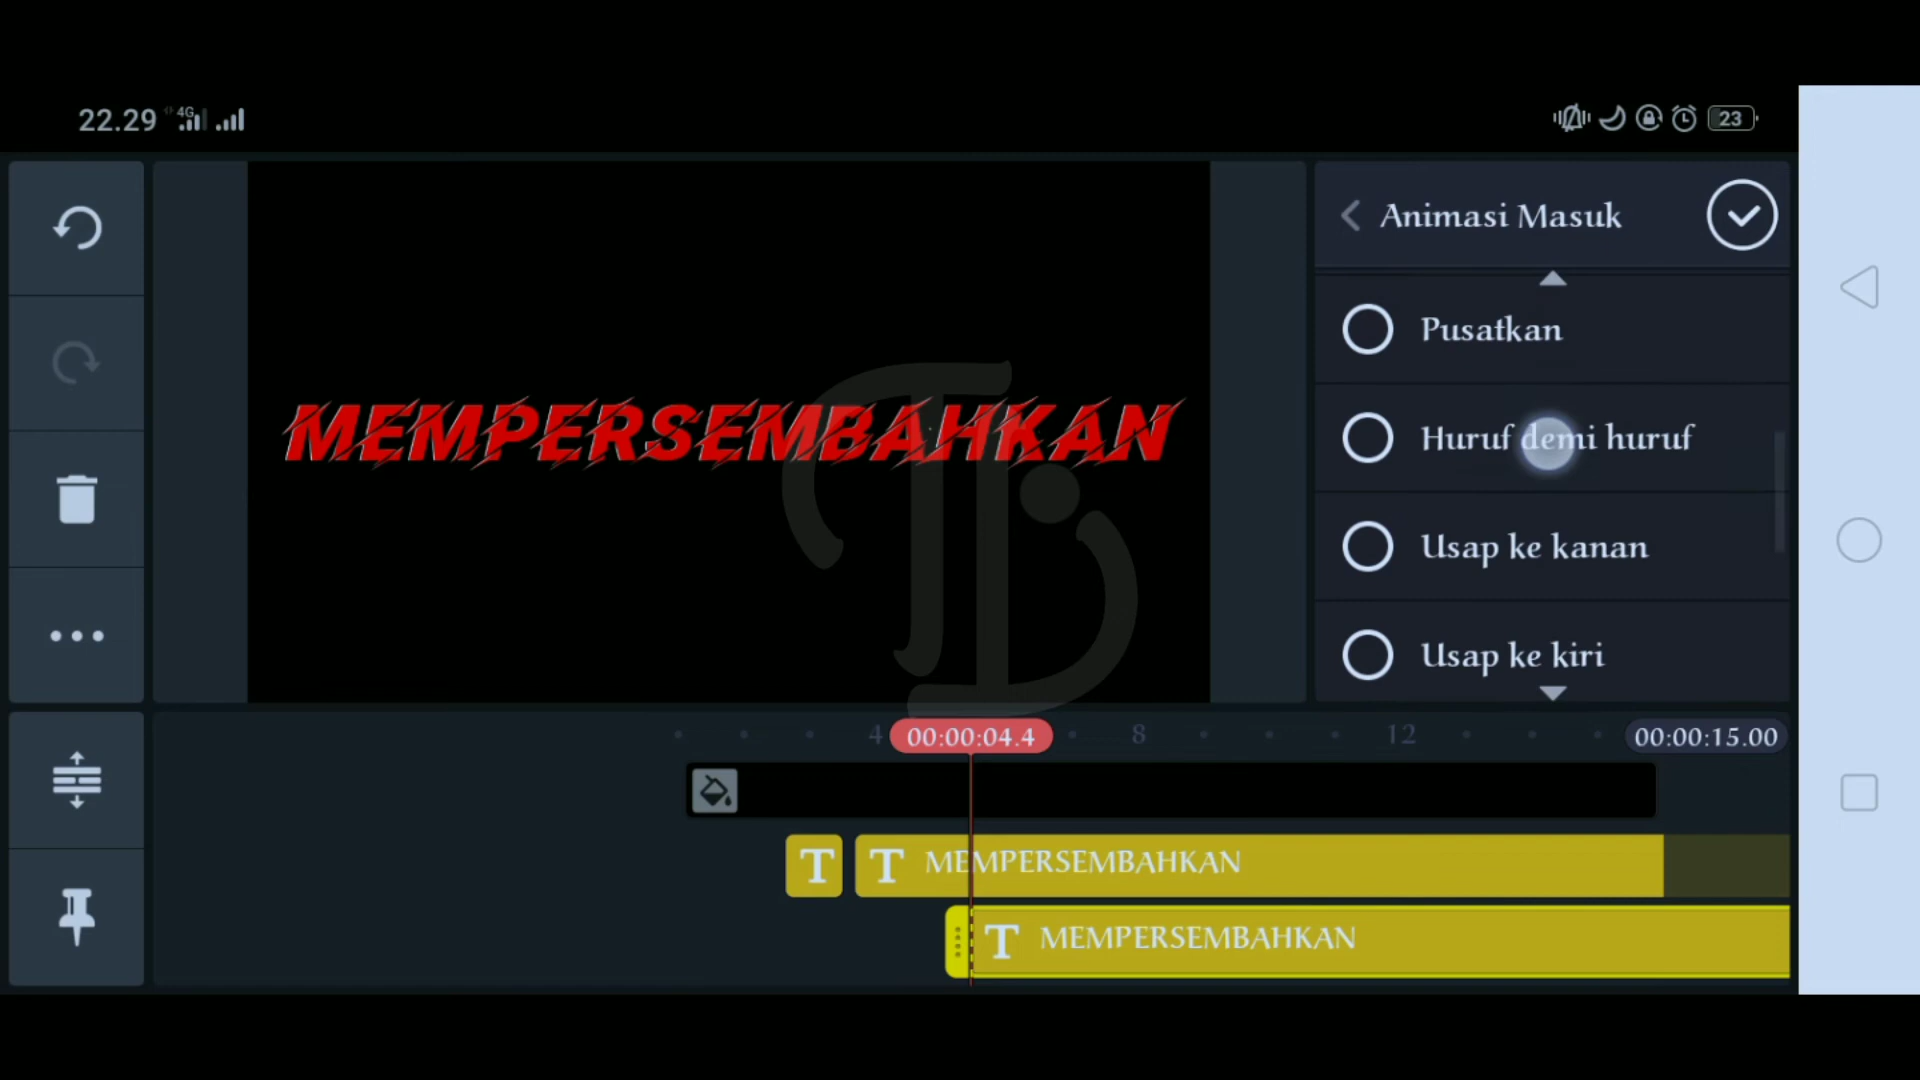 22.29 4G 23
Animasi Masuk
Pusatkan
MEMPERSEMBAHKAN
Huruf demi huruf
Usap ke kanan
Usap ke kiri
4 00:00:04.4 8 12 00:00:15.00
T T MEMPERSEMBAHKAN
T MEMPERSEMBAHKAN